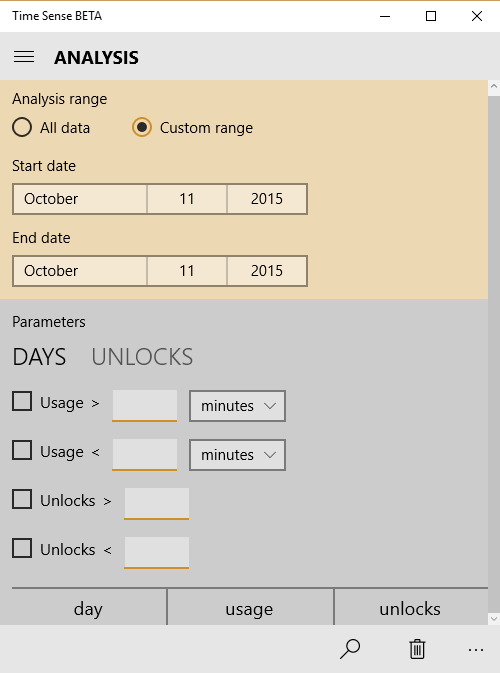 Time Sense BETA
ANALYSIS
Analysis range
All data Custom range
Start date
October 11 2015
End date
October 11 2015
Parameters
DAYS UNLOCKS
Usage > minutes
Usage < minutes
Unlocks >
Unlocks <
day usage unlocks